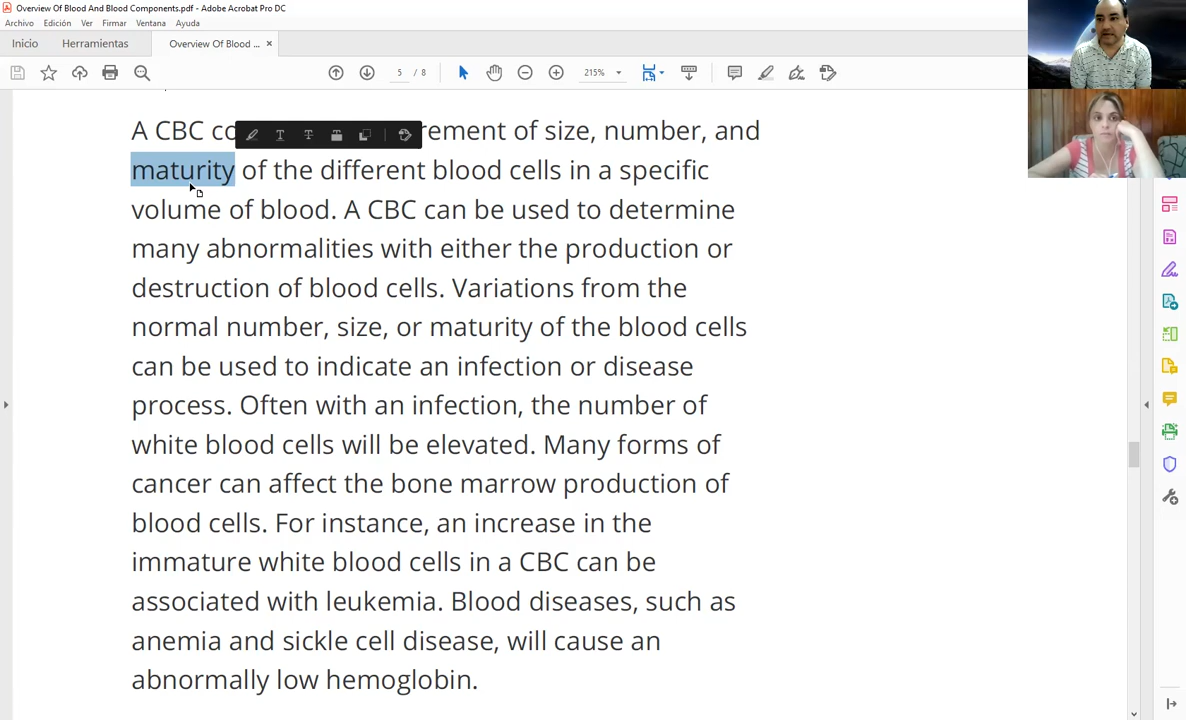 Overview Of Blood And Blood Components.pdf - Adobe Acrobat Pro DC
Archivo Edición Ver Firmar Ventana Ayuda
Inicio Herramientas Overview Of Blood ... ×
5 / 8 215%
A CBC co rement of size, number, and
maturity of the different blood cells in a specific
volume of blood. A CBC can be used to determine
many abnormalities with either the production or
destruction of blood cells. Variations from the
normal number, size, or maturity of the blood cells
can be used to indicate an infection or disease
process. Often with an infection, the number of
white blood cells will be elevated. Many forms of
cancer can affect the bone marrow production of
blood cells. For instance, an increase in the
immature white blood cells in a CBC can be
associated with leukemia. Blood diseases, such as
anemia and sickle cell disease, will cause an
abnormally low hemoglobin.